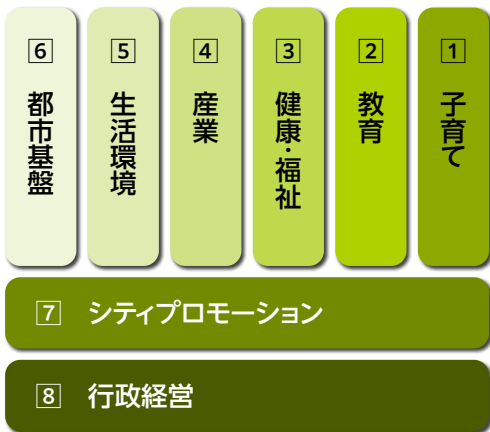 1 子育て
2 教育
3 健康・福祉
4 産業
5 生活環境
6 都市基盤
7 シティプロモーション
8 行政経営